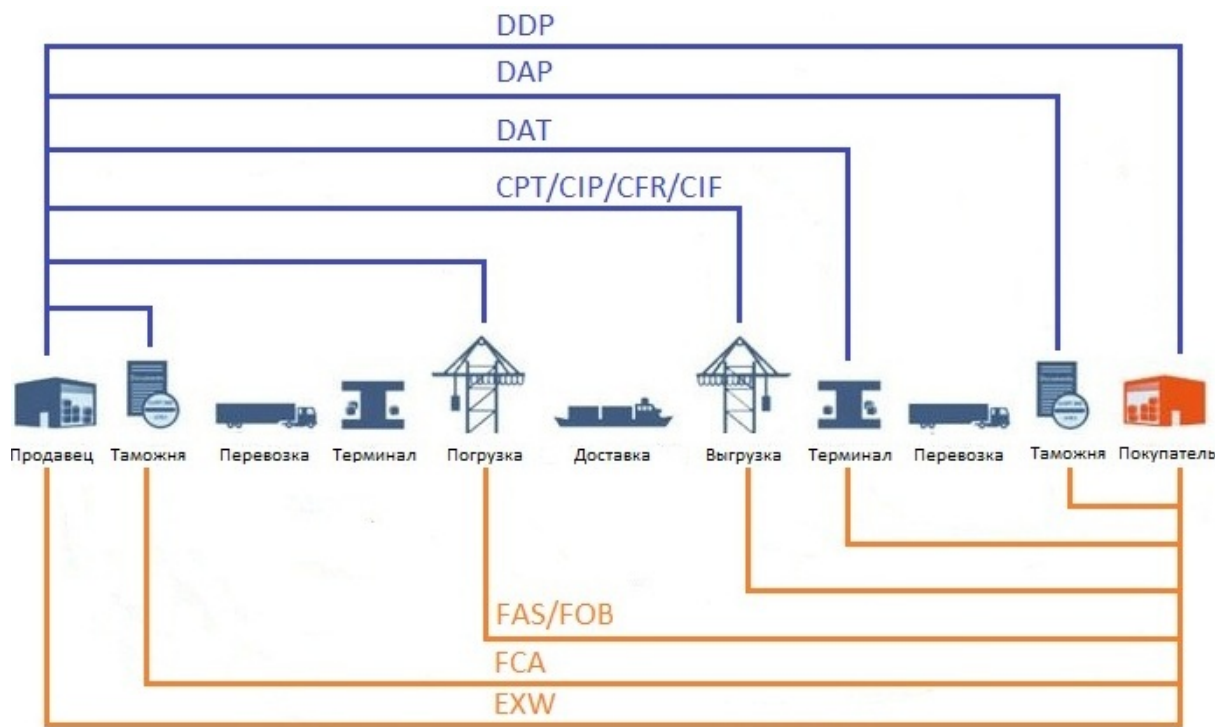 DDP
DAP
DAT
CPT/CIP/CFR/CIF
Продавец Таможня Перевозка Терминал Погрузка Доставка Выгрузка Терминал Перевозка Таможня Покупатель
FAS/FOB
FCA
EXW